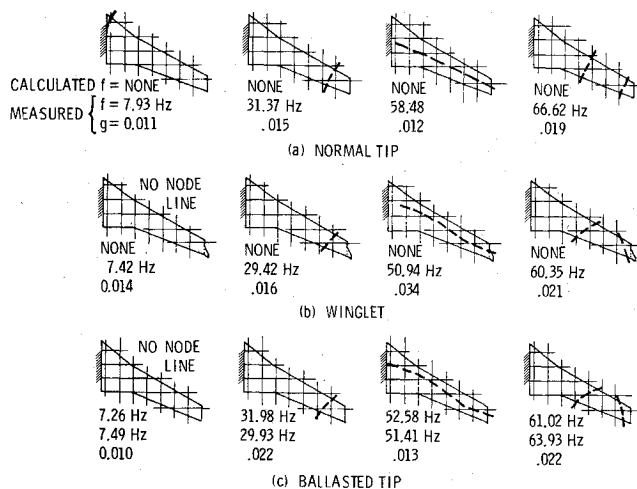 CALCULATED f = NONE
MEASURED { f = 7.93 Hz
g = 0.011
NONE
31.37 Hz
.015
NONE
58.48
.012
NONE
66.62 Hz
.019
(a) NORMAL TIP
NO NODE
LINE
NONE
7.42 Hz
0.014
NONE
29.42 Hz
.016
NONE
50.94 Hz
.034
NONE
60.35 Hz
.021
(b) WINGLET
NO NODE
LINE
7.26 Hz
7.49 Hz
0.010
31.98 Hz
29.93 Hz
.022
52.58 Hz
51.41 Hz
.013
61.02 Hz
63.93 Hz
.022
(c) BALLASTED TIP